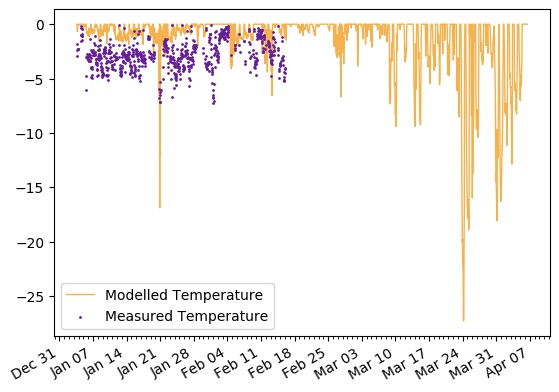 0
−5
−10
−15
−20
−25
Modelled Temperature
Measured Temperature
Dec 31
Jan 07
Jan 14
Jan 21
Jan 28
Feb 04
Feb 11
Feb 18
Feb 25
Mar 03
Mar 10
Mar 17
Mar 24
Mar 31
Apr 07